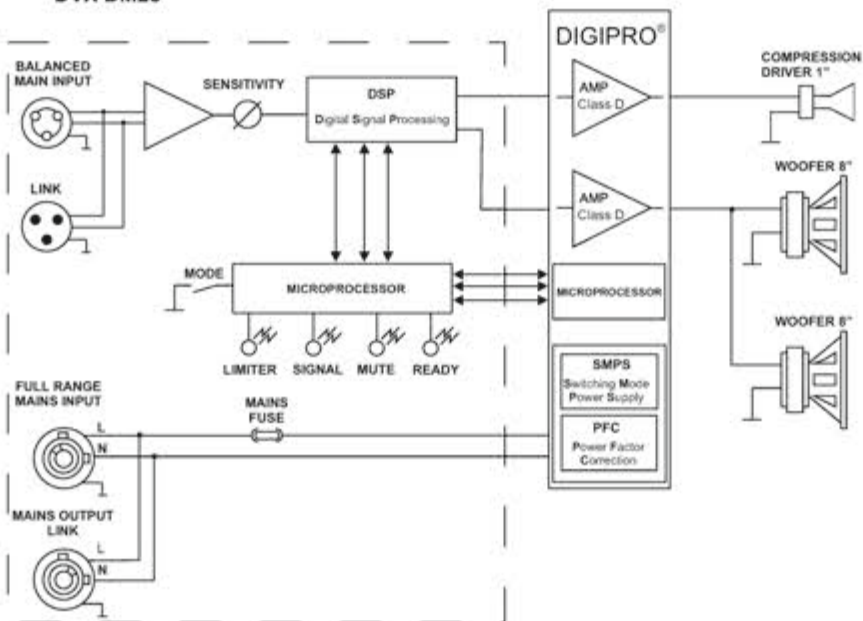 DIGIPRO®
BALANCED
MAIN INPUT
SENSITIVITY
DSP
Digital Signal Processing
AMP
Class D
COMPRESSION
DRIVER 1"
LINK
AMP
Class D
WOOFER 8"
MODE
MICROPROCESSOR
MICROPROCESSOR
LIMITER
SIGNAL
MUTE
READY
WOOFER 8"
SMPS
Switching Mode
Power Supply
FULL RANGE
MAINS INPUT
MAINS
FUSE
L
N
PFC
Power Factor
Correction
MAINS OUTPUT
LINK
L
N